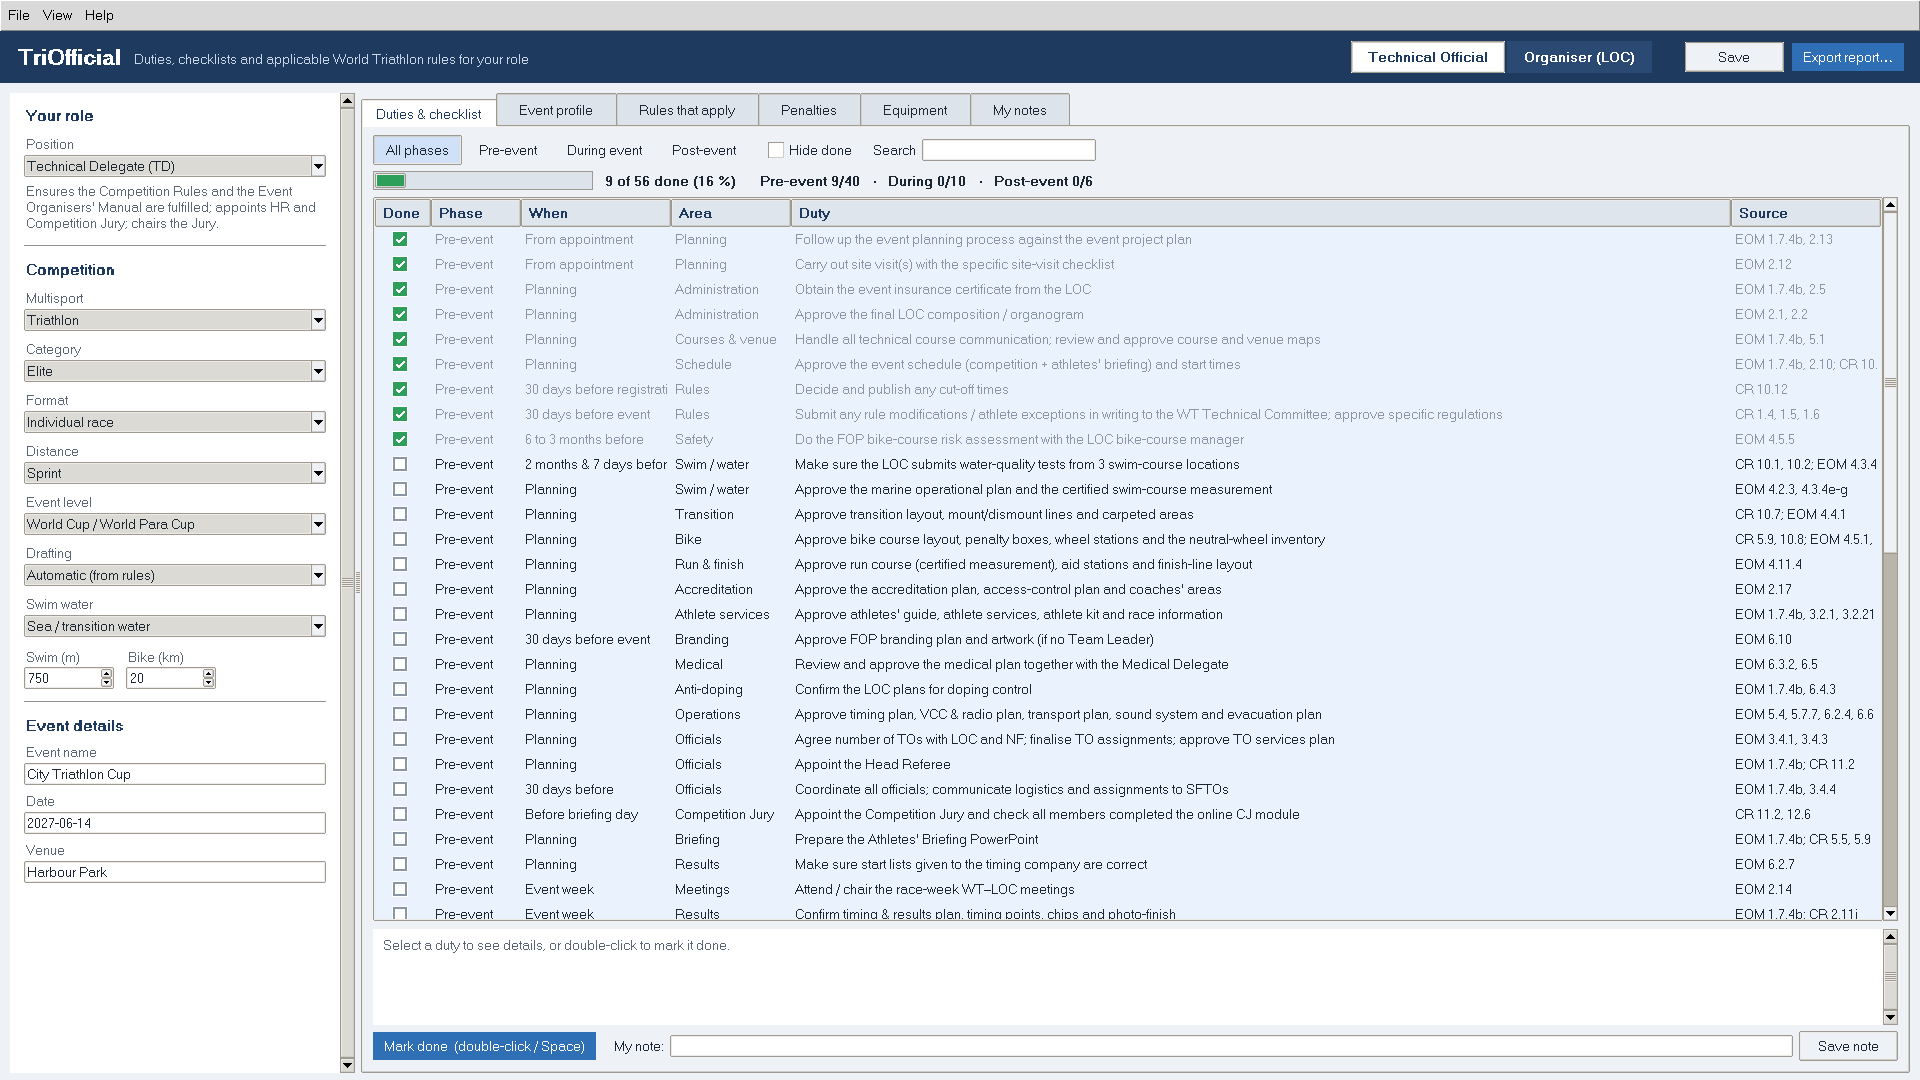 File View Help
TriOfficial Duties, checklists and applicable World Triathlon rules for your role Technical Official Organiser (LOC) Save Export report...
Your role
Position
Technical Delegate (TD)
Ensures the Competition Rules and the Event
Organisers' Manual are fulfilled; appoints HR and
Competition Jury; chairs the Jury.
Competition
Multisport
Triathlon
Category
Elite
Format
Individual race
Distance
Sprint
Event level
World Cup / World Para Cup
Drafting
Automatic (from rules)
Swim water
Sea / transition water
Swim (m) Bike (km)
750 20
Event details
Event name
City Triathlon Cup
Date
2027-06-14
Venue
Harbour Park
Duties & checklist Event profile Rules that apply Penalties Equipment My notes
All phases Pre-event During event Post-event Hide done Search
9 of 56 done (16 %) Pre-event 9/40 · During 0/10 · Post-event 0/6
Done Phase When Area Duty Source
Pre-event From appointment Planning Follow up the event planning process against the event project plan EOM 1.7.4b, 2.13
Pre-event From appointment Planning Carry out site visit(s) with the specific site-visit checklist EOM 2.12
Pre-event Planning Administration Obtain the event insurance certificate from the LOC EOM 1.7.4b, 2.5
Pre-event Planning Administration Approve the final LOC composition / organogram EOM 2.1, 2.2
Pre-event Planning Courses & venue Handle all technical course communication; review and approve course and venue maps EOM 1.7.4b, 5.1
Pre-event Planning Schedule Approve the event schedule (competition + athletes' briefing) and start times EOM 1.7.4b, 2.10; CR 10.
Pre-event 30 days before registrati Rules Decide and publish any cut-off times CR 10.12
Pre-event 30 days before event Rules Submit any rule modifications / athlete exceptions in writing to the WT Technical Committee; approve specific regulations CR 1.4, 1.5, 1.6
Pre-event 6 to 3 months before Safety Do the FOP bike-course risk assessment with the LOC bike-course manager EOM 4.5.5
Pre-event 2 months & 7 days befor Swim / water Make sure the LOC submits water-quality tests from 3 swim-course locations CR 10.1, 10.2; EOM 4.3.4
Pre-event Planning Swim / water Approve the marine operational plan and the certified swim-course measurement EOM 4.2.3, 4.3.4e-g
Pre-event Planning Transition Approve transition layout, mount/dismount lines and carpeted areas CR 10.7; EOM 4.4.1
Pre-event Planning Bike Approve bike course layout, penalty boxes, wheel stations and the neutral-wheel inventory CR 5.9, 10.8; EOM 4.5.1,
Pre-event Planning Run & finish Approve run course (certified measurement), aid stations and finish-line layout EOM 4.11.4
Pre-event Planning Accreditation Approve the accreditation plan, access-control plan and coaches' areas EOM 2.17
Pre-event Planning Athlete services Approve athletes' guide, athlete services, athlete kit and race information EOM 1.7.4b, 3.2.1, 3.2.21
Pre-event 30 days before event Branding Approve FOP branding plan and artwork (if no Team Leader) EOM 6.10
Pre-event Planning Medical Review and approve the medical plan together with the Medical Delegate EOM 6.3.2, 6.5
Pre-event Planning Anti-doping Confirm the LOC plans for doping control EOM 1.7.4b, 6.4.3
Pre-event Planning Operations Approve timing plan, VCC & radio plan, transport plan, sound system and evacuation plan EOM 5.4, 5.7.7, 6.2.4, 6.6
Pre-event Planning Officials Agree number of TOs with LOC and NF; finalise TO assignments; approve TO services plan EOM 3.4.1, 3.4.3
Pre-event Planning Officials Appoint the Head Referee EOM 1.7.4b; CR 11.2
Pre-event 30 days before Officials Coordinate all officials; communicate logistics and assignments to SFTOs EOM 1.7.4b, 3.4.4
Pre-event Before briefing day Competition Jury Appoint the Competition Jury and check all members completed the online CJ module CR 11.2, 12.6
Pre-event Planning Briefing Prepare the Athletes' Briefing PowerPoint EOM 1.7.4b; CR 5.5, 5.9
Pre-event Planning Results Make sure start lists given to the timing company are correct EOM 6.2.7
Pre-event Event week Meetings Attend / chair the race-week WT–LOC meetings EOM 2.14
Pre-event Event week Results Confirm timing & results plan, timing points, chips and photo-finish EOM 1.7.4b; CR 2.11i
Select a duty to see details, or double-click to mark it done.
Mark done (double-click / Space) My note: Save note